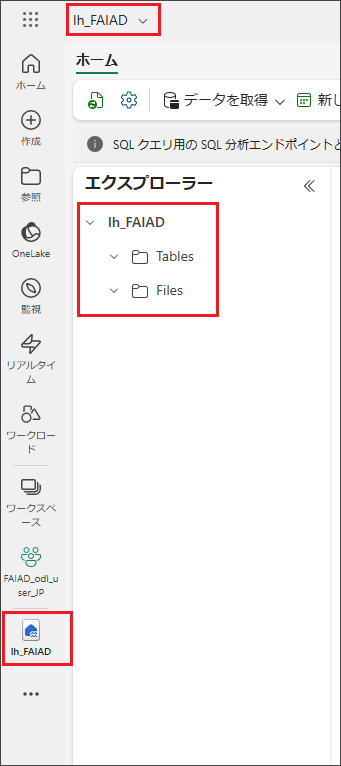 lh_FAIAD
ホーム
ホーム
作成
参照
OneLake
監視
リアルタイ
ム
ワークロー
ド
ワークスペ
ース
FAIAD_odl_u
ser_JP
lh_FAIAD
データを取得
新し
SQL クエリ用の SQL 分析エンドポイントと
エクスプローラー
lh_FAIAD
Tables
Files